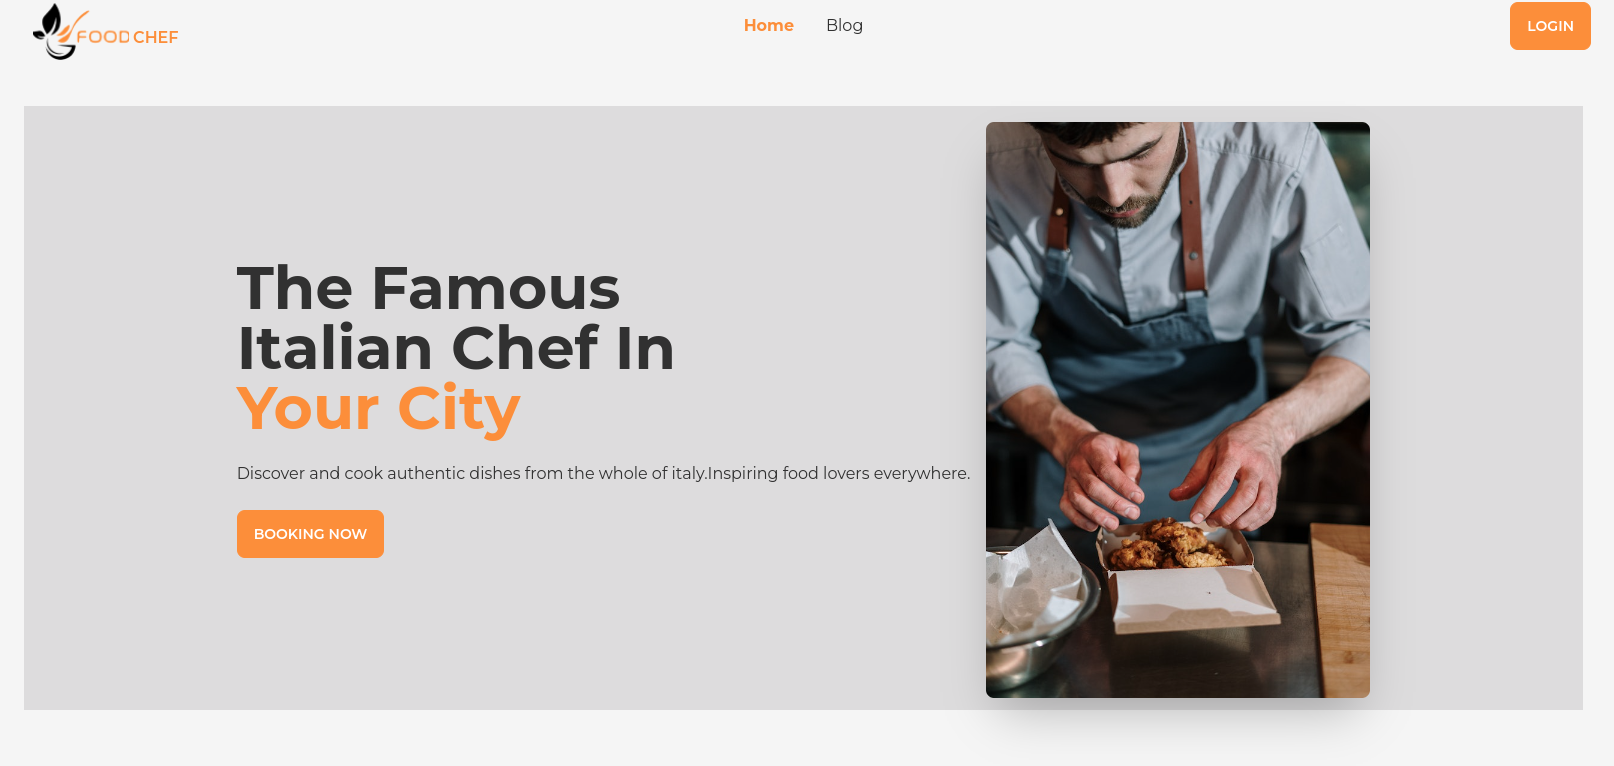 FOOD CHEF
Home
Blog
LOGIN
The Famous
Italian Chef In
Your City
Discover and cook authentic dishes from the whole of italy.Inspiring food lovers everywhere.
BOOKING NOW